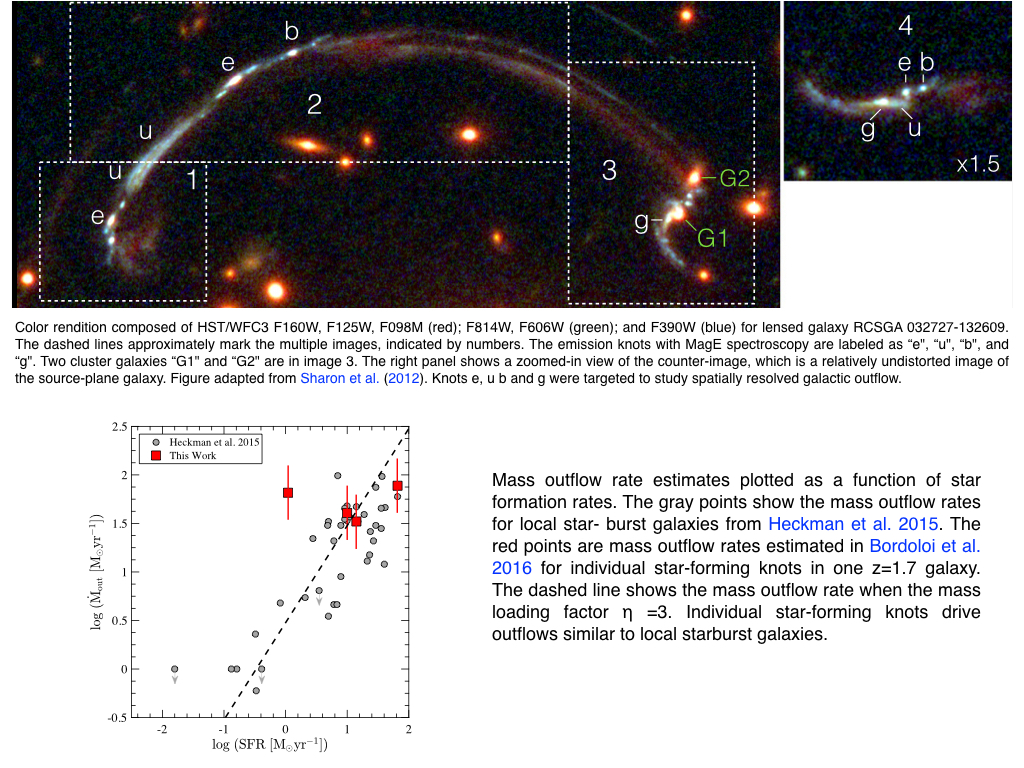 b
e
2
u
u
1
e
3
G2
g
G1
4
e b
g u
x1.5
Color rendition composed of HST/WFC3 F160W, F125W, F098M (red); F814W, F606W (green); and F390W (blue) for lensed galaxy RCSGA 032727-132609.
The dashed lines approximately mark the multiple images, indicated by numbers. The emission knots with MagE spectroscopy are labeled as “e”, “u”, “b”, and
“g”. Two cluster galaxies “G1” and “G2” are in image 3. The right panel shows a zoomed-in view of the counter-image, which is a relatively undistorted image of
the source-plane galaxy. Figure adapted from Sharon et al. (2012). Knots e, u b and g were targeted to study spatially resolved galactic outflow.
2.5
2
1.5
1
0.5
0
-0.5
log (Ṁout [M⊙yr⁻¹])
Heckman et al. 2015
This Work
-2 -1 0 1 2
log (SFR [M⊙yr⁻¹])
Mass outflow rate estimates plotted as a function of star
formation rates. The gray points show the mass outflow rates
for local star- burst galaxies from Heckman et al. 2015. The
red points are mass outflow rates estimated in Bordoloi et al.
2016 for individual star-forming knots in one z=1.7 galaxy.
The dashed line shows the mass outflow rate when the mass
loading factor η =3. Individual star-forming knots drive
outflows similar to local starburst galaxies.